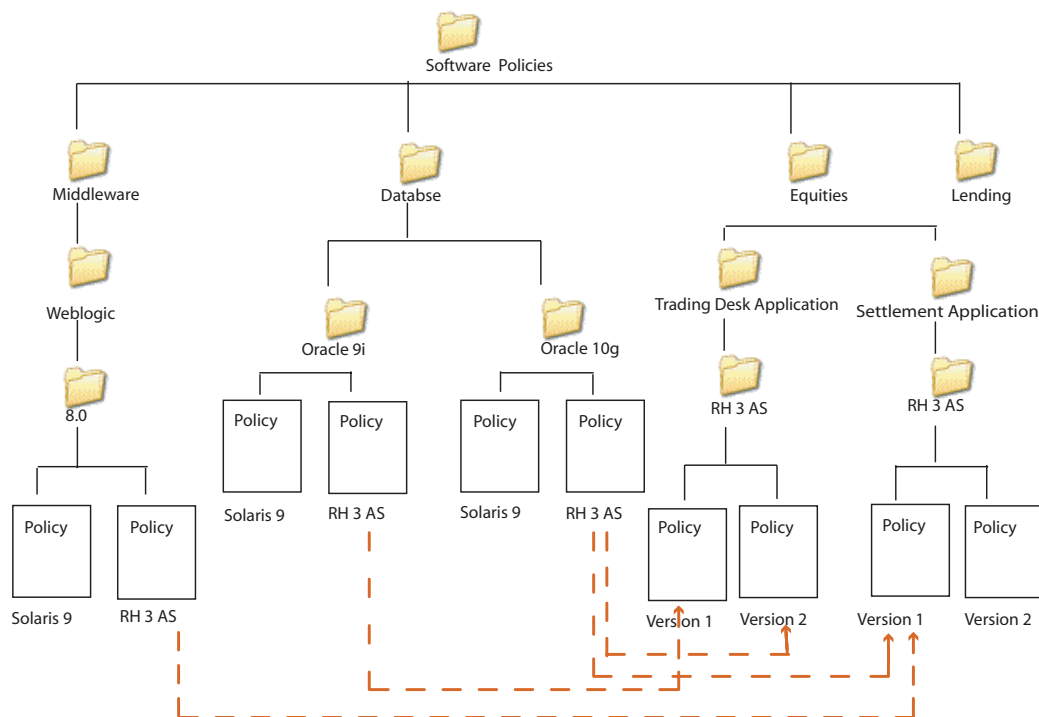 Software Policies
Middleware
Databse
Equities
Lending
Weblogic
Trading Desk Application
Settlement Application
Oracle 9i
Oracle 10g
8.0
RH 3 AS
RH 3 AS
Policy
Policy
Policy
Policy
Solaris 9
RH 3 AS
Solaris 9
RH 3 AS
Policy
Policy
Policy
Policy
Policy
Policy
Solaris 9
RH 3 AS
Version 1
Version 2
Version 1
Version 2